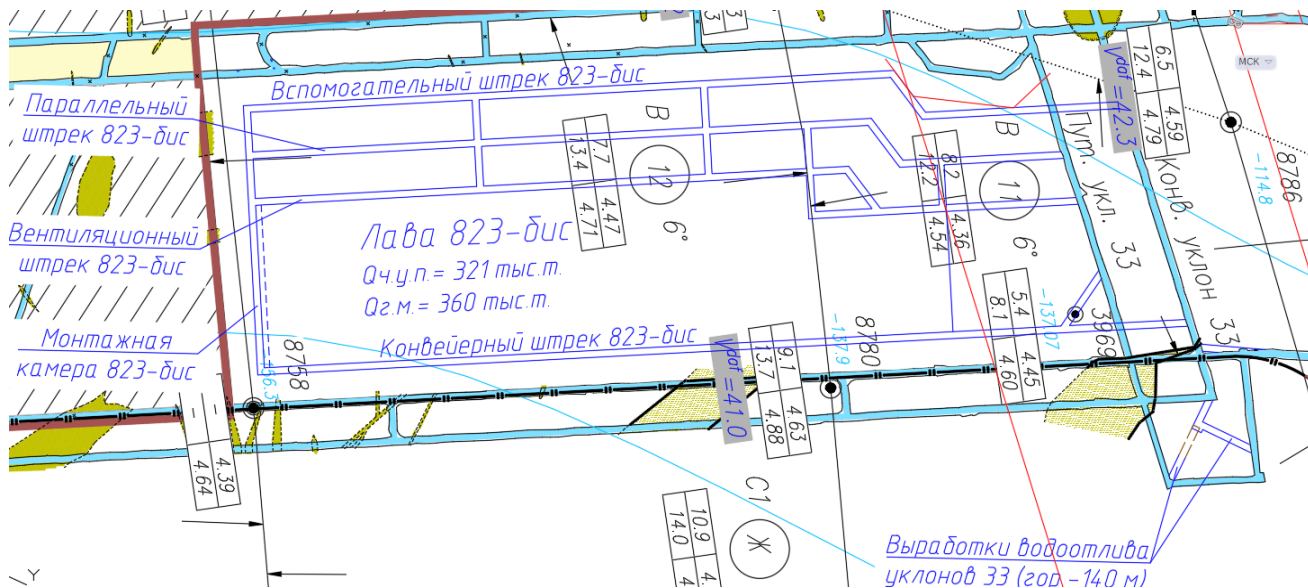 МСК
Вспомогательный штрек 823-бис
Параллельный
штрек 823-бис
Вентиляционный
штрек 823-бис
Монтажная
камера 823-бис
Лава 823-бис
Qч.у.п.= 321 тыс.т.
Qг.м.= 360 тыс.т.
Конвейерный штрек 823-бис
В
12
6°
7.7 4.47
13.4 4.71
В
11
6°
8.2 4.36
12.2 4.54
Vdaf =42.3
6.5 4.59
12.4 4.79
Пут. укл. 33
Конв. уклон 33
8786
-114.8
5.4 4.45
8.1 4.60
3969
8780
-137.9
8758
Vdaf =41.0
9.1 4.63
13.7 4.88
4.39
4.64
С1
Ж
10.9
14.0
Выработки водоотлива
уклонов 33 (гор -140 м)
Y